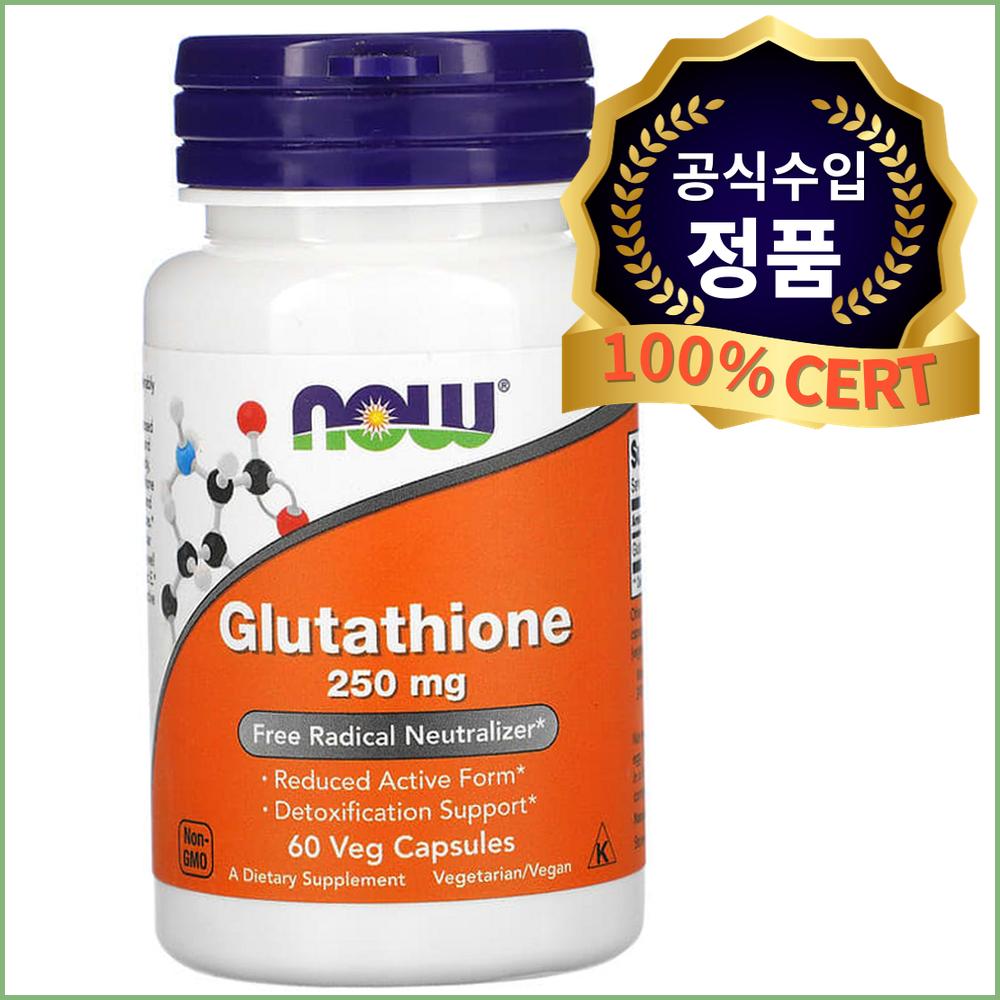 공식수입
정품
100% CERT
NOW®
Glutathione
250 mg
Free Radical Neutralizer*
• Reduced Active Form*
• Detoxification Support*
60 Veg Capsules
Non-
GMO
K
A Dietary Supplement
Vegetarian/Vegan